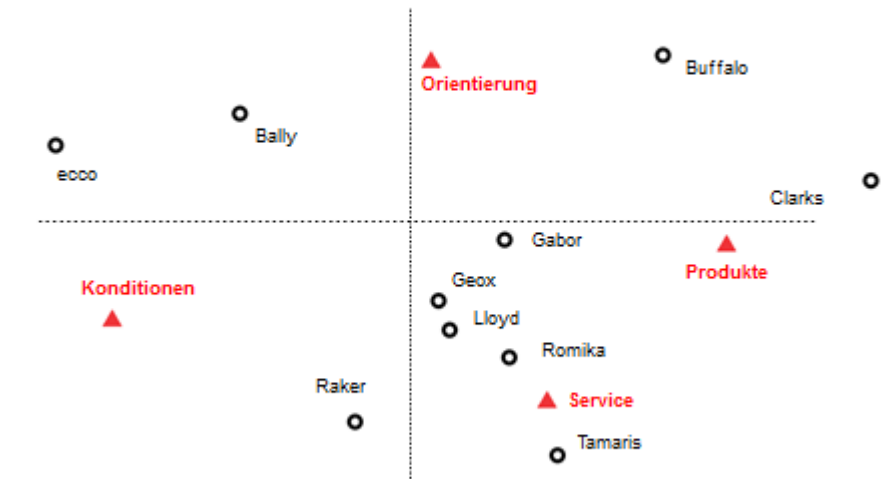 Buffalo
Orientierung
Bally
ecco
Clarks
Gabor
Produkte
Geox
Konditionen
Lloyd
Romika
Raker
Service
Tamaris